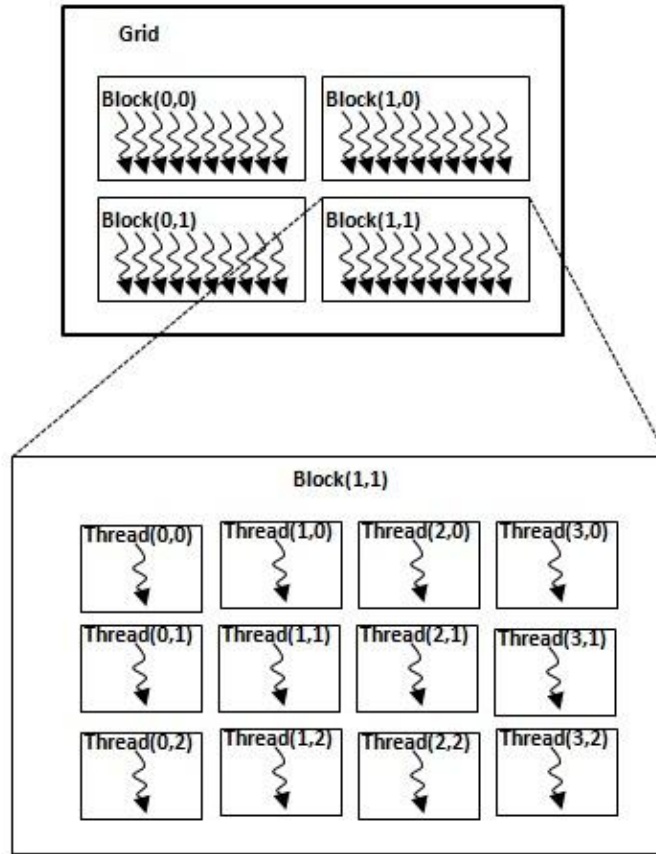 Grid
Block(0,0) Block(1,0)
Block(0,1) Block(1,1)
Block(1,1)
Thread(0,0) Thread(1,0) Thread(2,0) Thread(3,0)
Thread(0,1) Thread(1,1) Thread(2,1) Thread(3,1)
Thread(0,2) Thread(1,2) Thread(2,2) Thread(3,2)